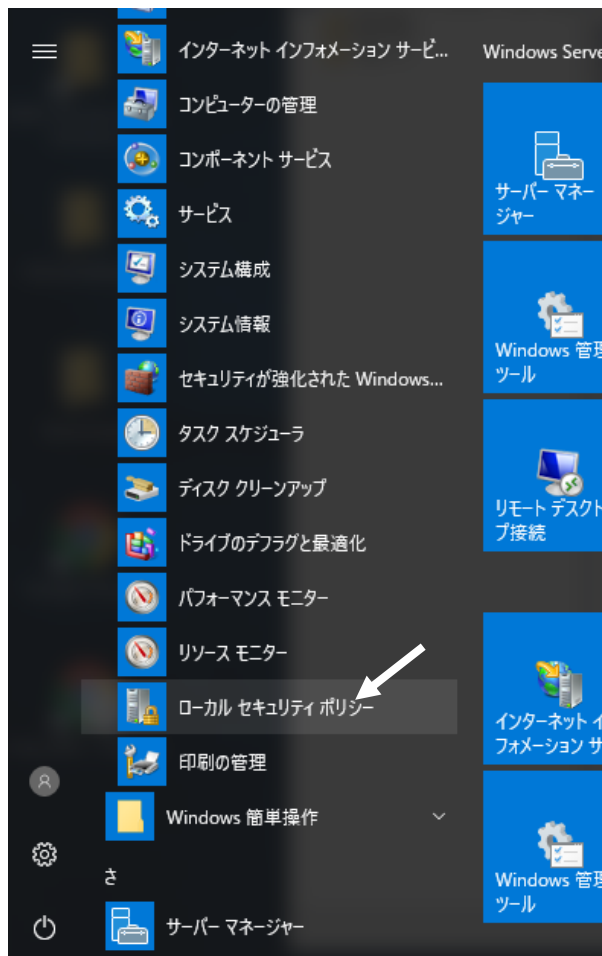 インターネット インフォメーション サービ...
コンピューターの管理
コンポーネント サービス
サービス
システム構成
システム情報
セキュリティが強化された Windows...
タスク スケジューラ
ディスク クリーンアップ
ドライブのデフラグと最適化
パフォーマンス モニター
リソース モニター
ローカル セキュリティ ポリシー
印刷の管理
Windows 簡単操作
さ
サーバー マネージャー
Windows Serve
サーバー マネー
ジャー
Windows 管理
ツール
リモート デスクト
プ接続
インターネット イ
フォメーション サ
Windows 管理
ツール